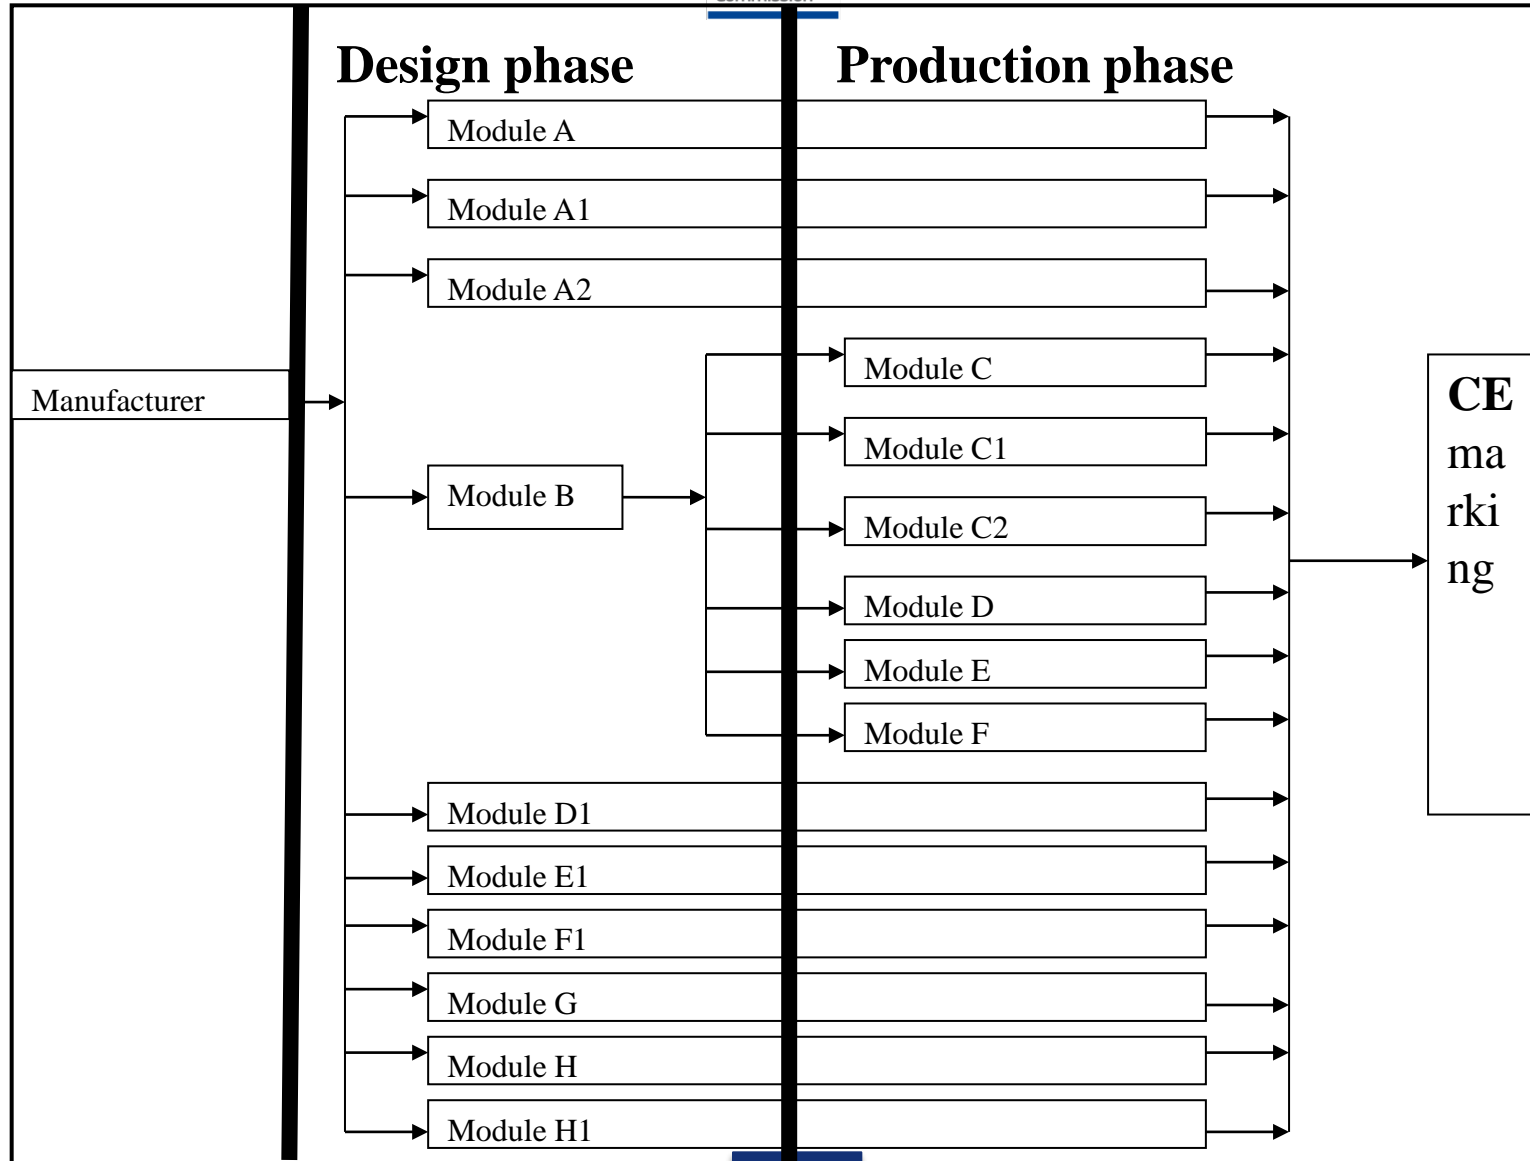 Design phase
Production phase
Module A
Module A1
Module A2
Module C
Manufacturer
CE
ma
rki
ng
Module C1
Module B
Module C2
Module D
Module E
Module F
Module D1
Module E1
Module F1
Module G
Module H
Module H1